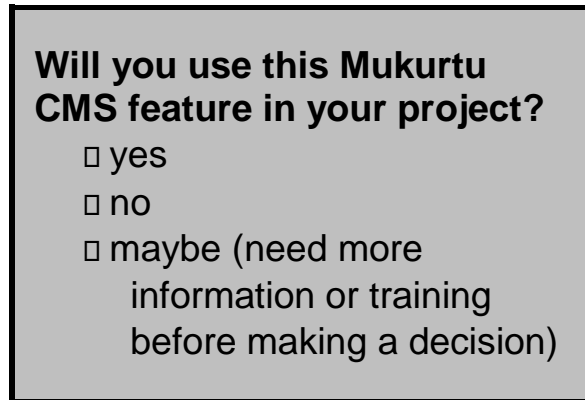 Will you use this Mukurtu
CMS feature in your project?
▯ yes
▯ no
▯ maybe (need more
information or training
before making a decision)